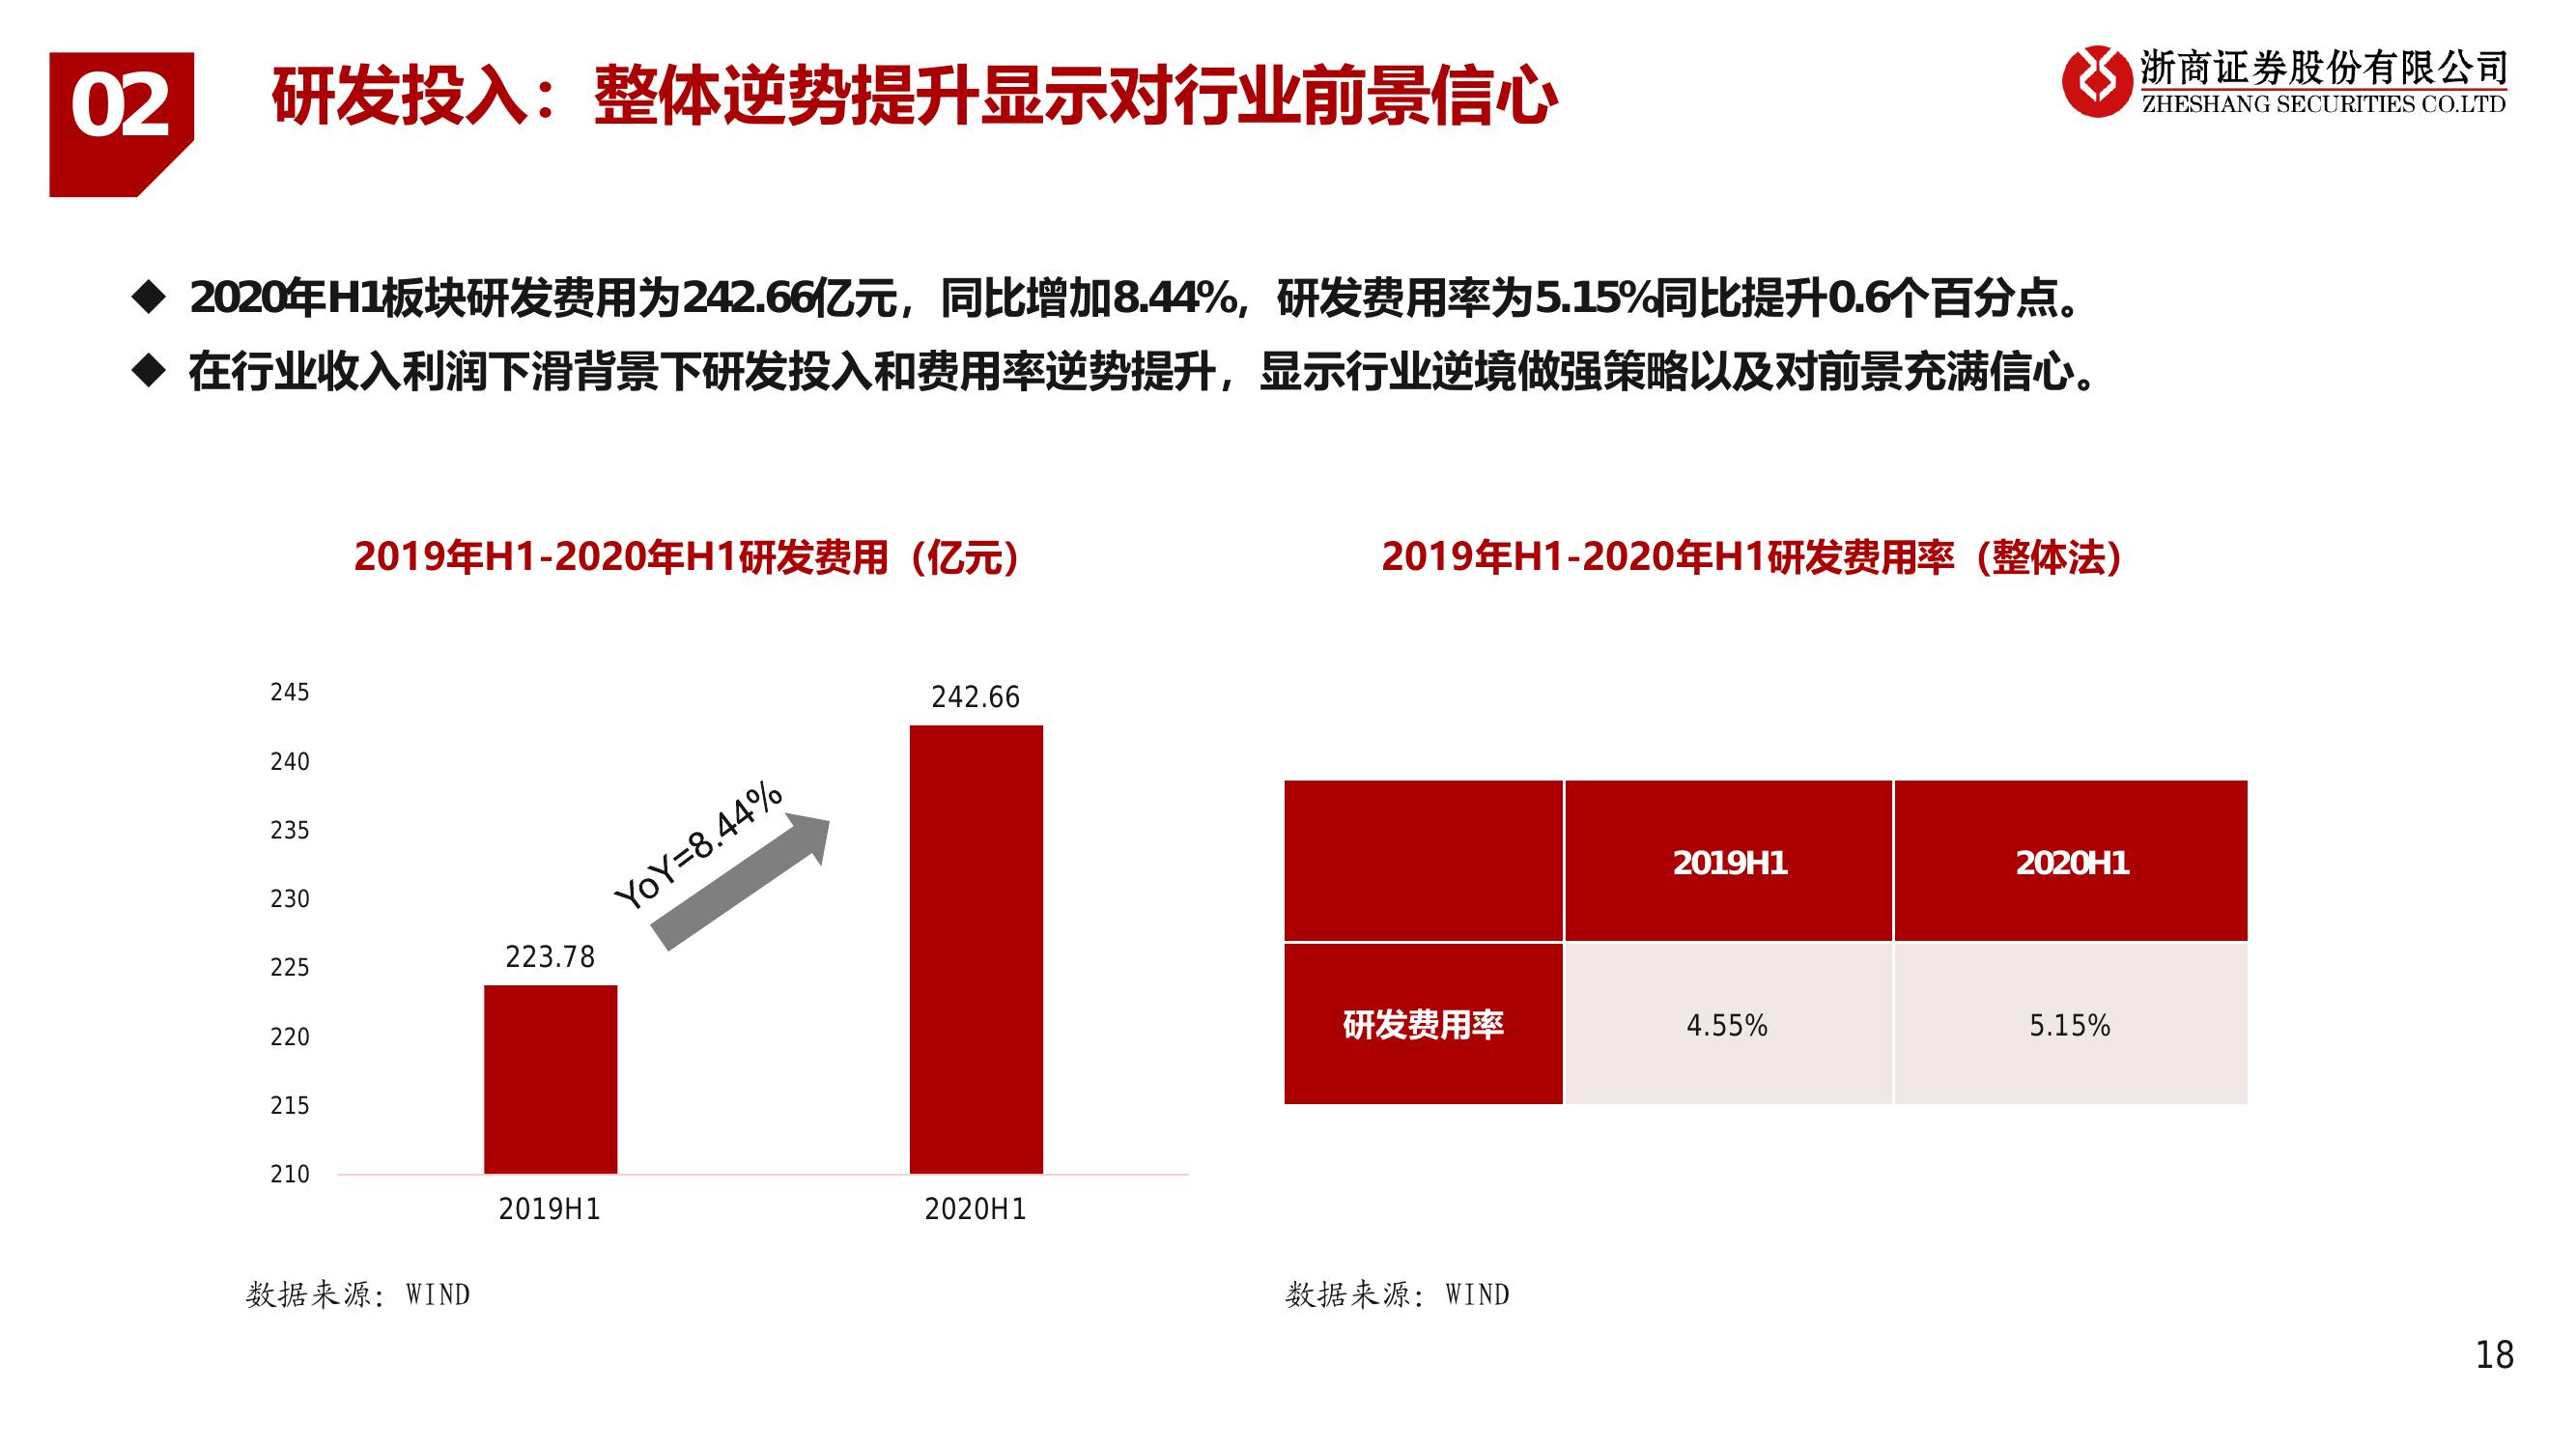 02
研发投入：整体逆势提升显示对行业前景信心
浙商证券股份有限公司
ZHESHANG SECURITIES CO.LTD
◆ 2020年H1板块研发费用为242.66亿元，同比增加8.44%，研发费用率为5.15%同比提升0.6个百分点。
◆ 在行业收入利润下滑背景下研发投入和费用率逆势提升，显示行业逆境做强策略以及对前景充满信心。
2019年H1-2020年H1研发费用（亿元）
245
240
235
230
225
220
215
210
223.78
YoY=8.44%
242.66
2019H1
2020H1
数据来源：WIND
2019年H1-2020年H1研发费用率（整体法）
2019H1 2020H1
研发费用率 4.55% 5.15%
数据来源：WIND
18